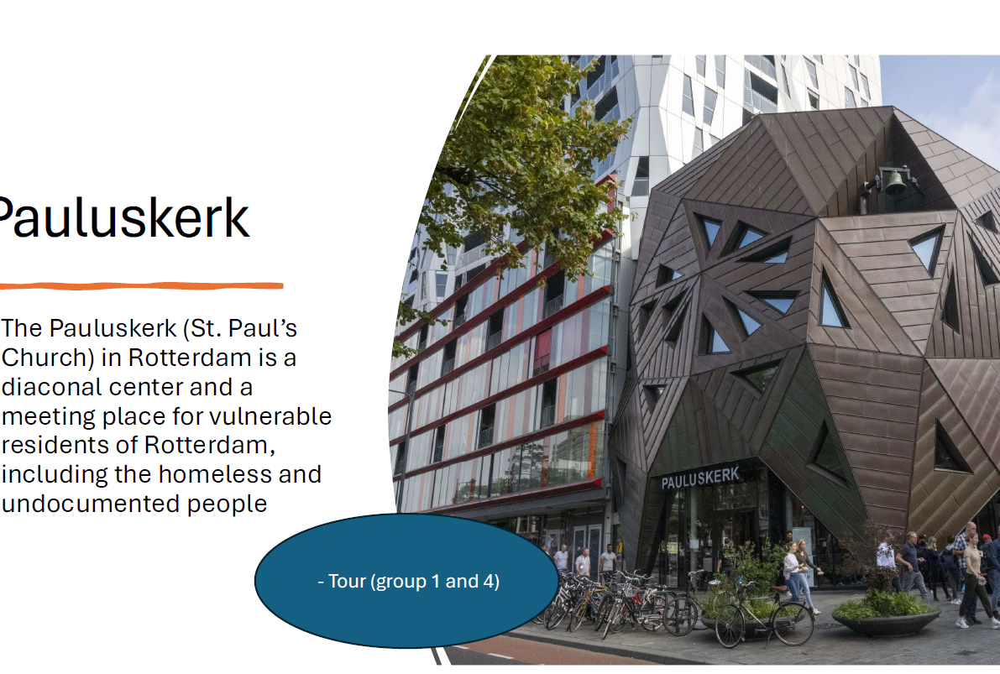 Pauluskerk
The Pauluskerk (St. Paul’s
Church) in Rotterdam is a
diaconal center and a
meeting place for vulnerable
residents of Rotterdam,
including the homeless and
undocumented people
PAULUSKERK
- Tour (group 1 and 4)